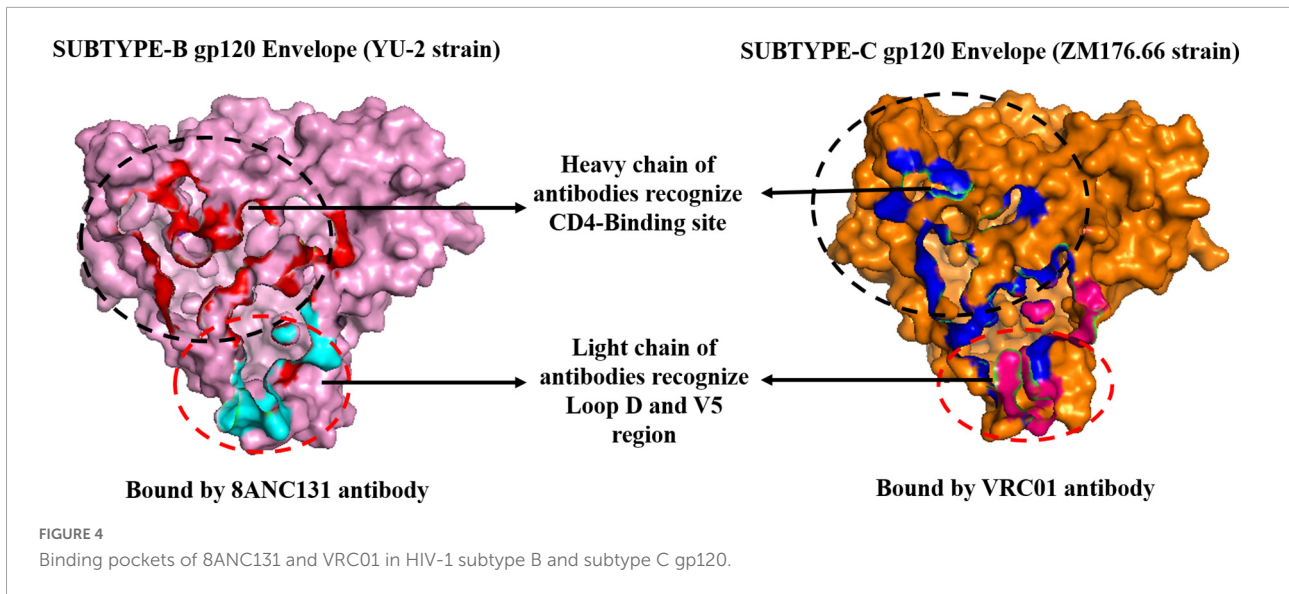 SUBTYPE-B gp120 Envelope (YU-2 strain)
SUBTYPE-C gp120 Envelope (ZM176.66 strain)
Heavy chain of
antibodies recognize
CD4-Binding site
Light chain of
antibodies recognize
Loop D and V5
region
Bound by 8ANC131 antibody
Bound by VRC01 antibody
FIGURE 4
Binding pockets of 8ANC131 and VRC01 in HIV-1 subtype B and subtype C gp120.